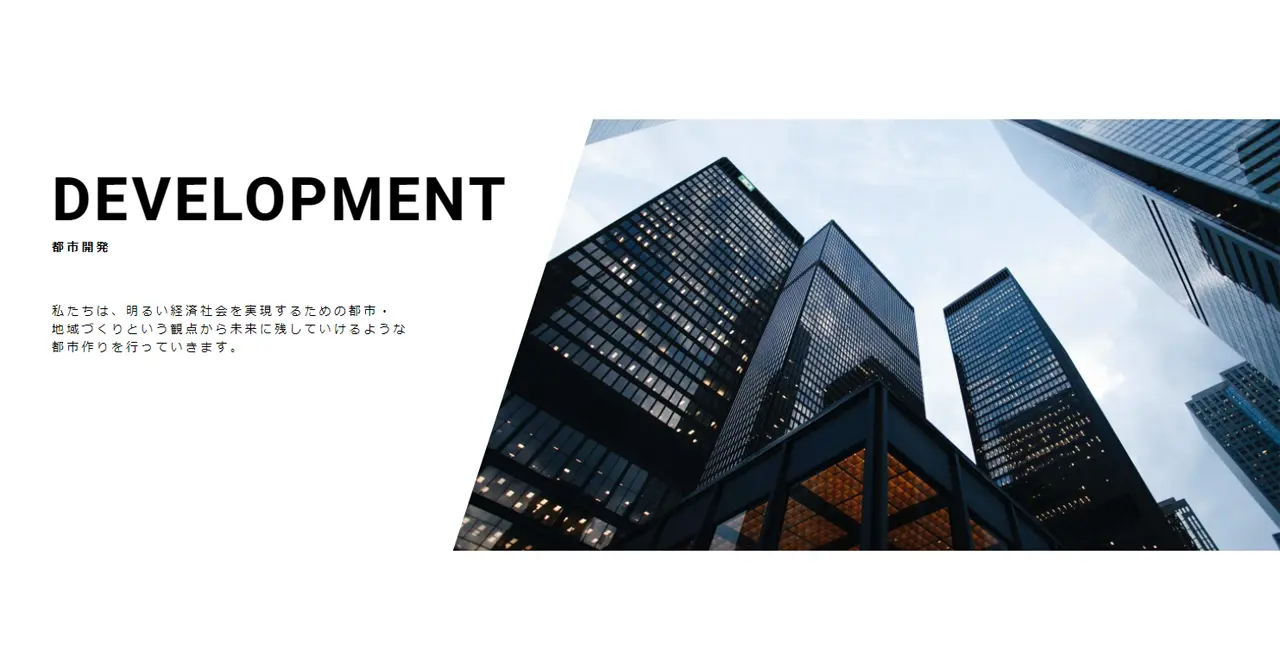 DEVELOPMENT
都市開発
私たちは、明るい経済社会を実現するための都市・
地域づくりという観点から未来に残していけるような
都市作りを行っていきます。